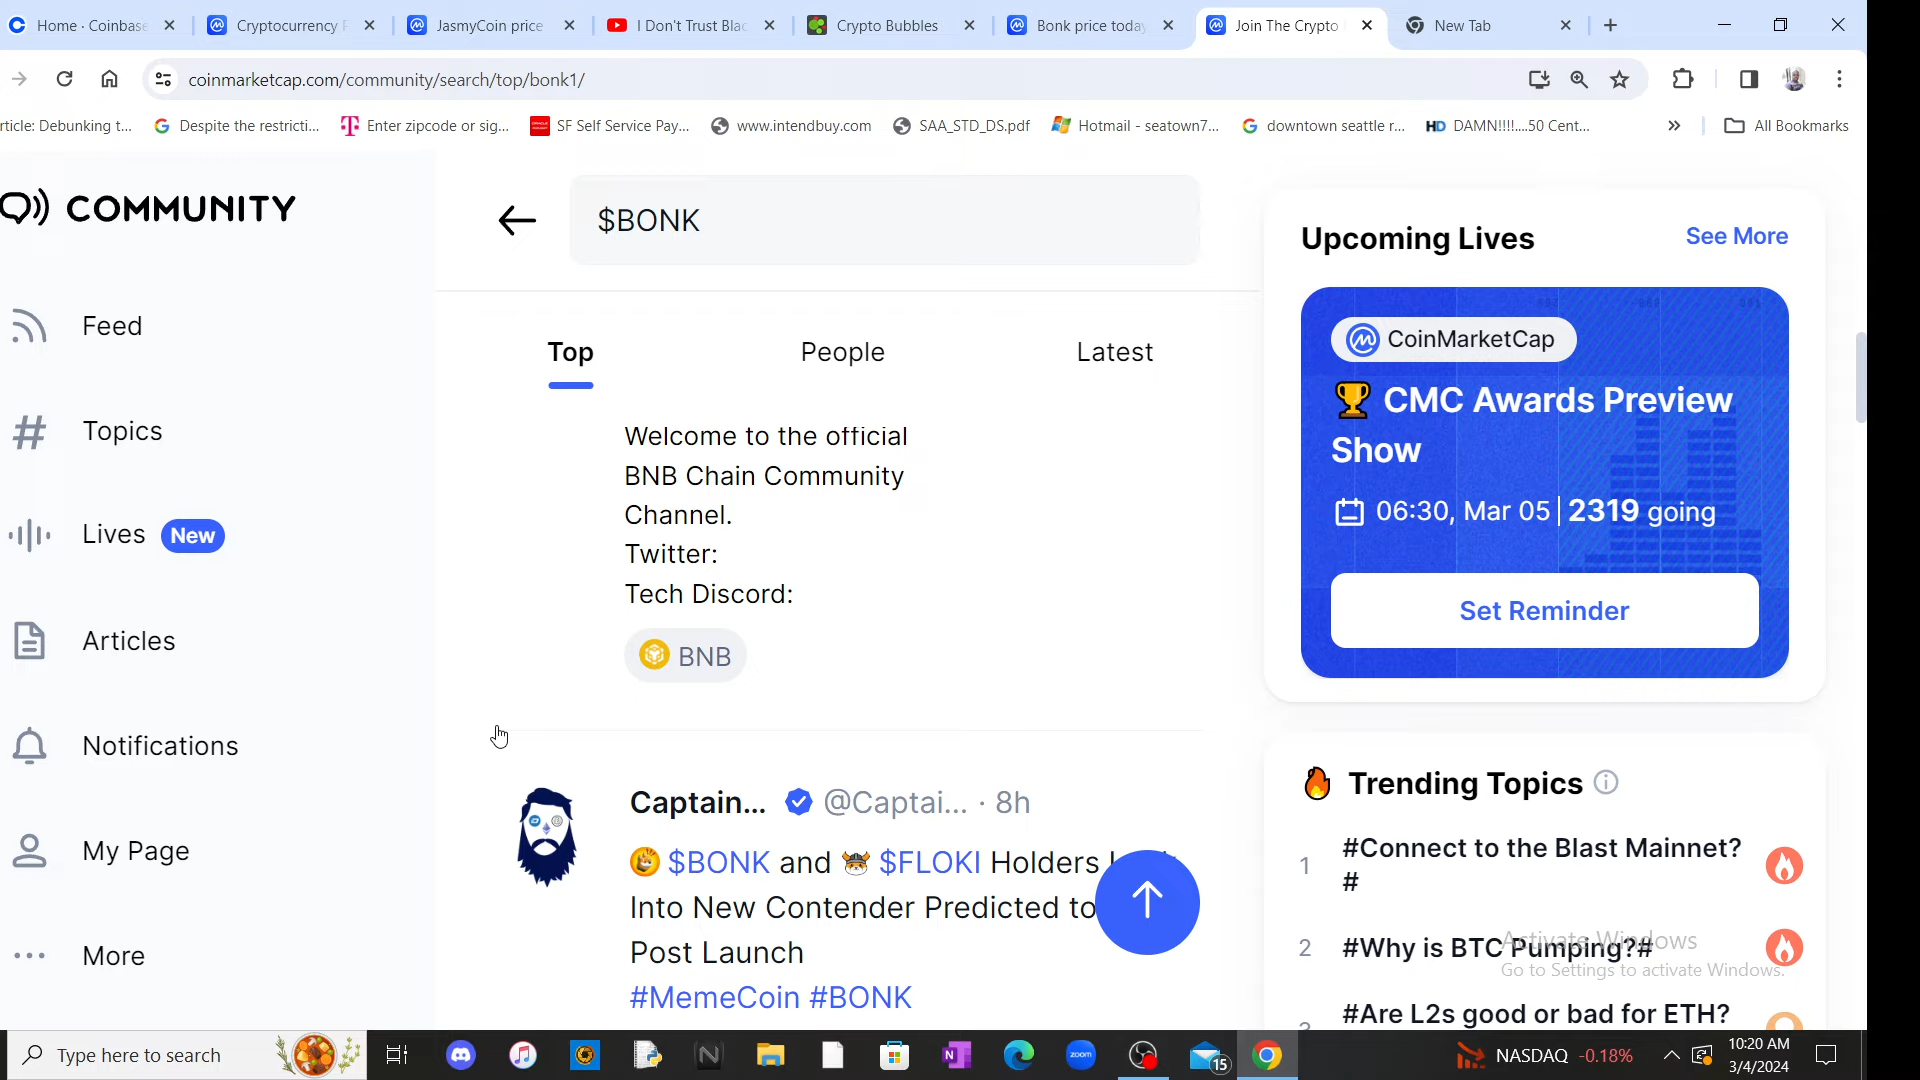 Home · Coinbase
Cryptocurrency P
JasmyCoin price
I Don't Trust Blac
Crypto Bubbles
Bonk price today
Join The Crypto
New Tab
coinmarketcap.com/community/search/top/bonk1/
rticle: Debunking t...
Despite the restricti...
Enter zipcode or sig...
SF Self Service Pay...
www.intendbuy.com
SAA_STD_DS.pdf
Hotmail - seatown7...
downtown seattle r...
HD DAMN!!!!....50 Cent...
All Bookmarks
COMMUNITY
Feed
Topics
Lives New
Articles
Notifications
My Page
More
$BONK
Top
People
Latest
Welcome to the official
BNB Chain Community
Channel.
Twitter:
Tech Discord:
BNB
Captain... @Captai... · 8h
$BONK and $FLOKI Holders
Into New Contender Predicted to
Post Launch
#MemeCoin #BONK
Upcoming Lives
See More
CoinMarketCap
CMC Awards Preview
Show
06:30, Mar 05 | 2319 going
Set Reminder
Trending Topics
1 #Connect to the Blast Mainnet?
#
2 #Why is BTC Pumping?#
Activate Windows
Go to Settings to activate Windows.
#Are L2s good or bad for ETH?
Type here to search
zoom
15
NASDAQ -0.18%
10:20 AM
3/4/2024